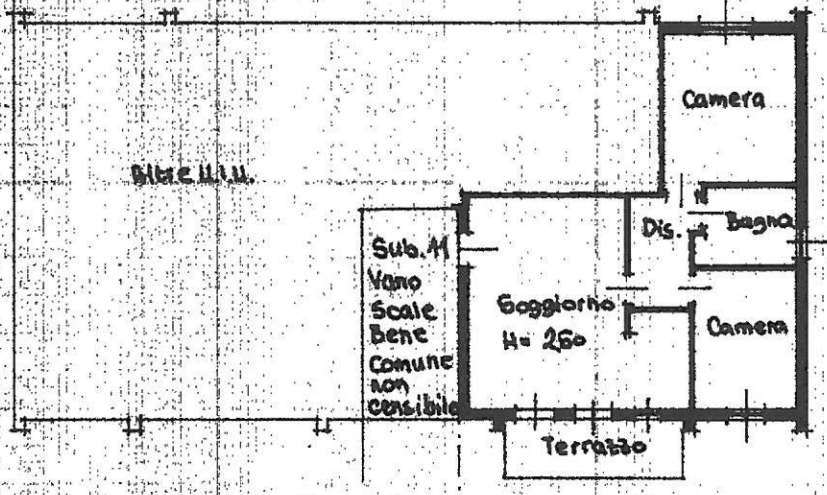 Camera
Altre U.I.U.
Dis.
Bagno
Sub. 11
Vano
Scale
Bene
Comune
non
censibile
Soggiorno
H= 260
Camera
Terrazzo